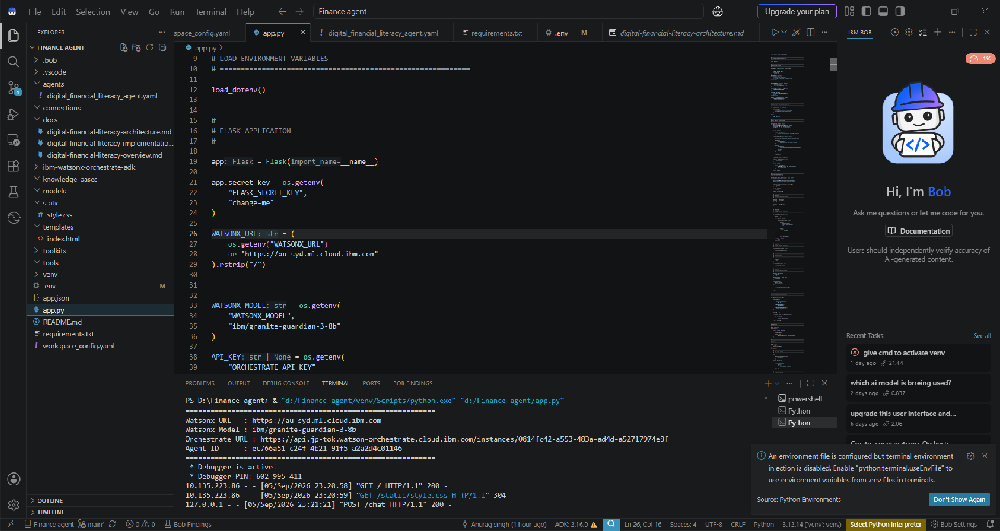 File Edit Selection View Go Run Terminal Help
Finance agent
Upgrade your plan
EXPLORER
FINANCE AGENT
.bob
.vscode
agents
! digital_financial_literacy_agent.yaml
connections
docs
digital-financial-literacy-architecture.md
digital-financial-literacy-implementatio...
digital-financial-literacy-overview.md
ibm-watsonx-orchestrate-adk
knowledge-bases
models
static
# style.css
templates
<> index.html
toolkits
tools
venv
.env M
{} app.json
app.py
README.md
requirements.txt
! workspace_config.yaml
OUTLINE
TIMELINE
space_config.yaml
app.py
! digital_financial_literacy_agent.yaml
requirements.txt
.env M
digital-financial-literacy-architecture.md
app.py > ...
9 # LOAD ENVIRONMENT VARIABLES
10 # ============================================================
11
12 load_dotenv()
13
14
15 # ============================================================
16 # FLASK APPLICATION
17 # ============================================================
18
19 app: Flask = Flask(import_name=__name__)
20
21 app.secret_key = os.getenv(
22 "FLASK_SECRET_KEY",
23 "change-me"
24 )
25
26 WATSONX_URL: str = (
27 os.getenv("WATSONX_URL")
28 or "https://au-syd.ml.cloud.ibm.com"
29 ).rstrip("/")
30
31
32
33 WATSONX_MODEL: str = os.getenv(
34 "WATSONX_MODEL",
35 "ibm/granite-guardian-3-8b"
36 )
37
38 API_KEY: str | None = os.getenv(
39 "ORCHESTRATE_API_KEY"
PROBLEMS OUTPUT DEBUG CONSOLE TERMINAL PORTS BOB FINDINGS
PS D:\Finance agent> & "d:/Finance agent/venv/Scripts/python.exe" "d:/Finance agent/app.py"
============================================================
Watsonx URL : https://au-syd.ml.cloud.ibm.com
Watsonx Model : ibm/granite-guardian-3-8b
Orchestrate URL : https://api.jp-tok.watson-orchestrate.cloud.ibm.com/instances/0814fc42-a553-483a-ad4d-a52717974e8f
Agent ID : ec766a51-c24f-4b21-91f5-a2a2d4c01146
============================================================
* Debugger is active!
* Debugger PIN: 602-995-411
10.135.223.86 - - [05/Sep/2026 23:20:58] "GET / HTTP/1.1" 200 -
10.135.223.86 - - [05/Sep/2026 23:20:59] "GET /static/style.css HTTP/1.1" 304 -
127.0.0.1 - - [05/Sep/2026 23:21:21] "POST /chat HTTP/1.1" 200 -
powershell
Python
Python
IBM BOB
-1%
</>
Hi, I'm Bob
Ask me questions or let me code for you.
Documentation
Users should independently verify accuracy of
AI-generated content.
Recent Tasks See all
give cmd to activate venv
1 day ago 21.44
which ai model is brreing used?
2 days ago 0.837
upgrade this user interface and...
6 days ago 2.06
Create a new watsonx Orchestr...
An environment file is configured but terminal environment
injection is disabled. Enable "python.terminal.useEnvFile" to
use environment variables from .env files in terminals.
Source: Python Environments
Don't Show Again
1
Finance agent main* 0 0 Bob Findings
Anurag singh (1 hour ago) ADK: 2.16.0 Ln 26, Col 16 Spaces: 4 UTF-8 CRLF Python 3.12.14 ('venv': venv) Select Python Interpreter Bob Settings